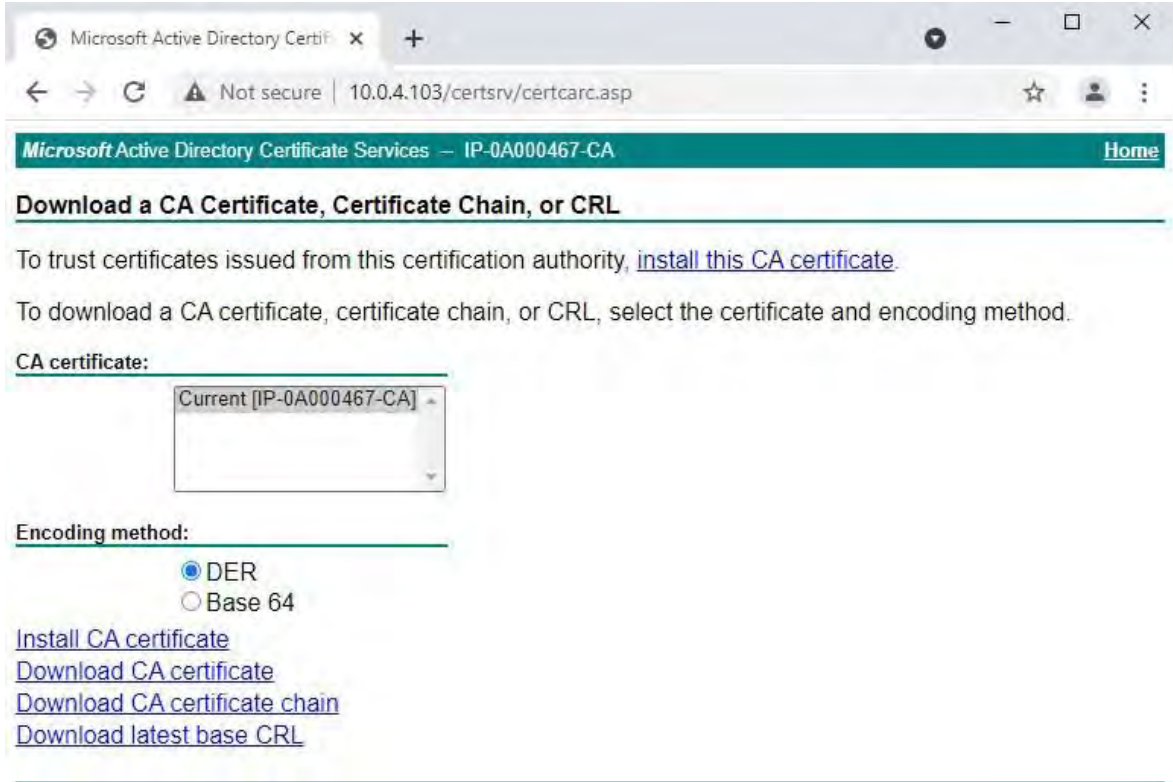 Microsoft Active Directory Certif
Not secure | 10.0.4.103/certsrv/certcarc.asp
Microsoft Active Directory Certificate Services -- IP-0A000467-CA Home
Download a CA Certificate, Certificate Chain, or CRL
To trust certificates issued from this certification authority, install this CA certificate.
To download a CA certificate, certificate chain, or CRL, select the certificate and encoding method.
CA certificate:
Current [IP-0A000467-CA]
Encoding method:
DER
Base 64
Install CA certificate
Download CA certificate
Download CA certificate chain
Download latest base CRL